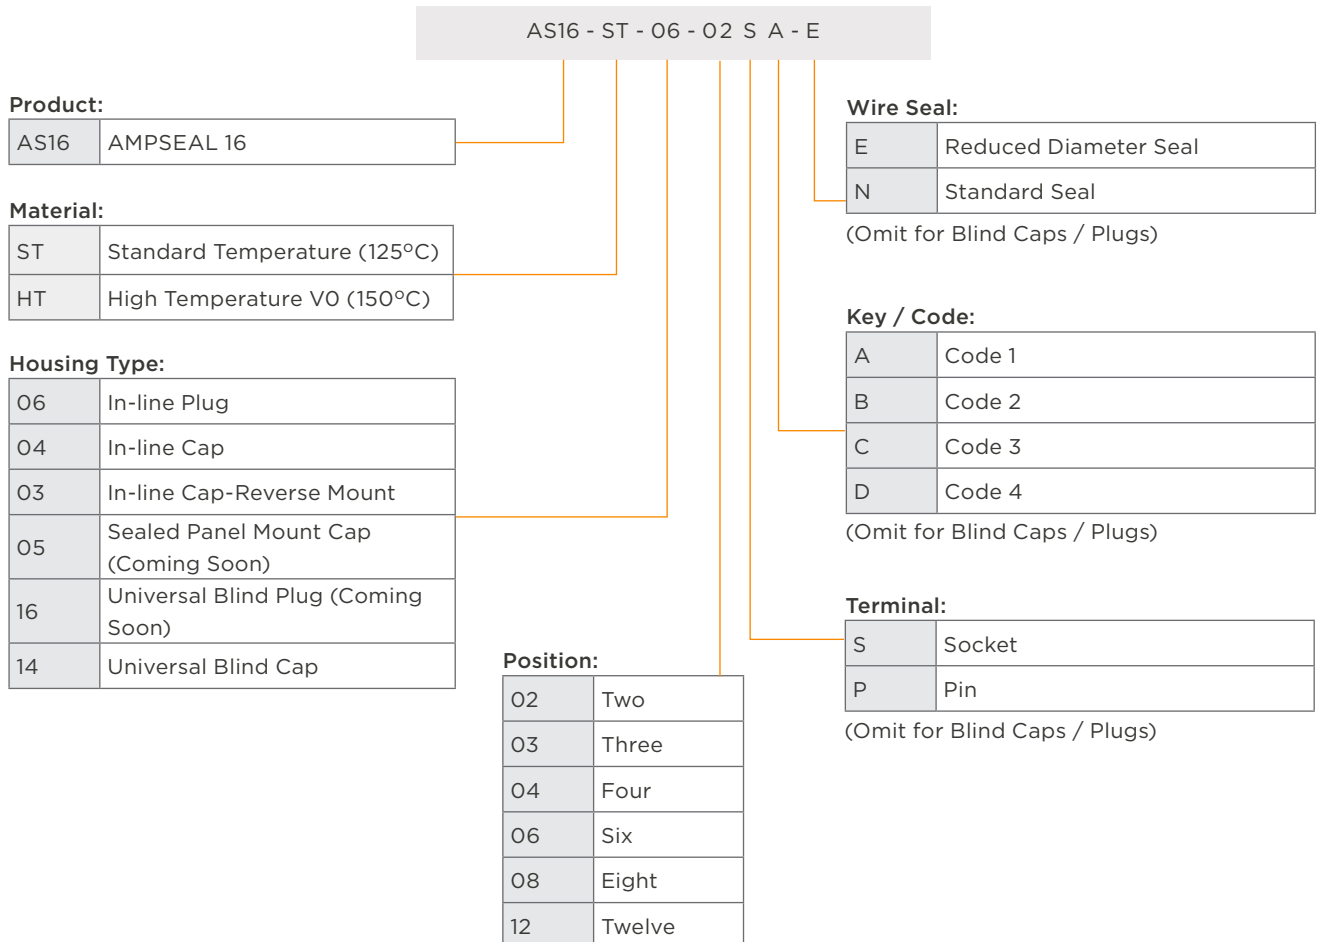 AS16 - ST - 06 - 02 S A - E
Product:
AS16 AMPSEAL 16
Material:
ST Standard Temperature (125ºC)
HT High Temperature V0 (150ºC)
Housing Type:
06 In-line Plug
04 In-line Cap
03 In-line Cap-Reverse Mount
05 Sealed Panel Mount Cap
(Coming Soon)
16 Universal Blind Plug (Coming
Soon)
14 Universal Blind Cap
Position:
02 Two
03 Three
04 Four
06 Six
08 Eight
12 Twelve
Wire Seal:
E Reduced Diameter Seal
N Standard Seal
(Omit for Blind Caps / Plugs)
Key / Code:
A Code 1
B Code 2
C Code 3
D Code 4
(Omit for Blind Caps / Plugs)
Terminal:
S Socket
P Pin
(Omit for Blind Caps / Plugs)